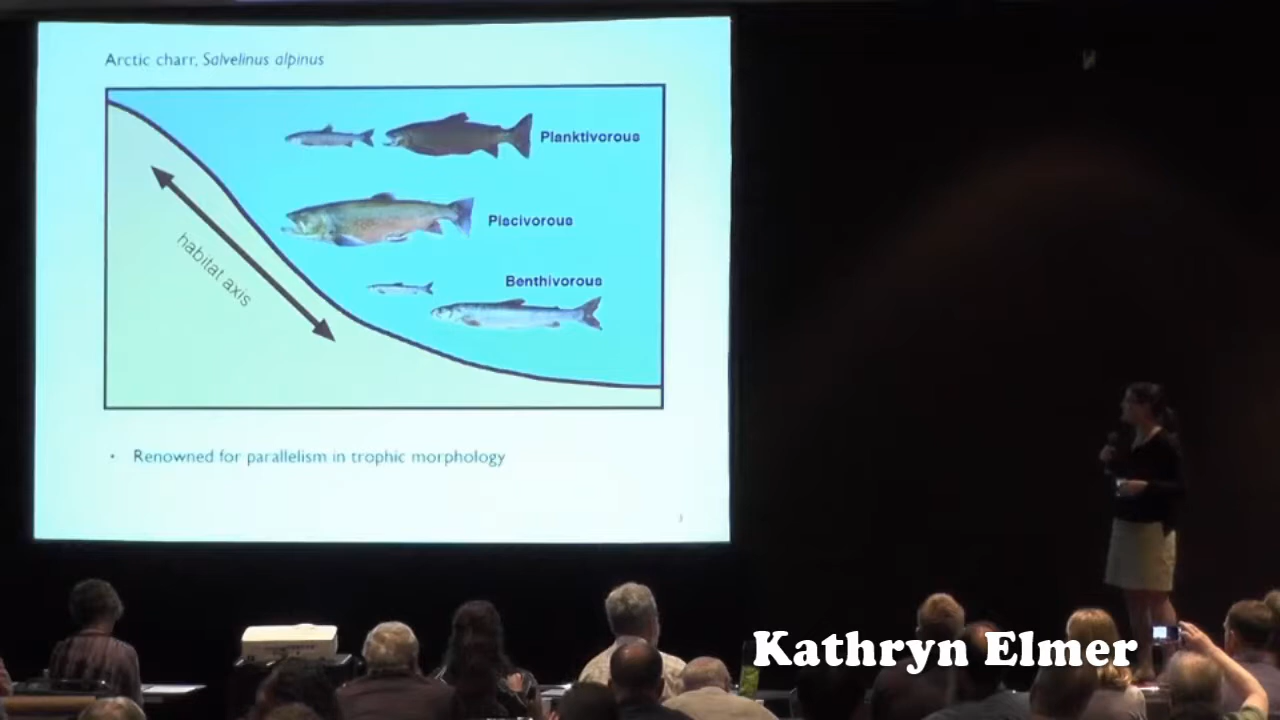 Arctic charr, Salvelinus alpinus
Planktivorous
Piscivorous
habitat axis
Benthivorous
Renowned for parallelism in trophic morphology
Kathryn Elmer